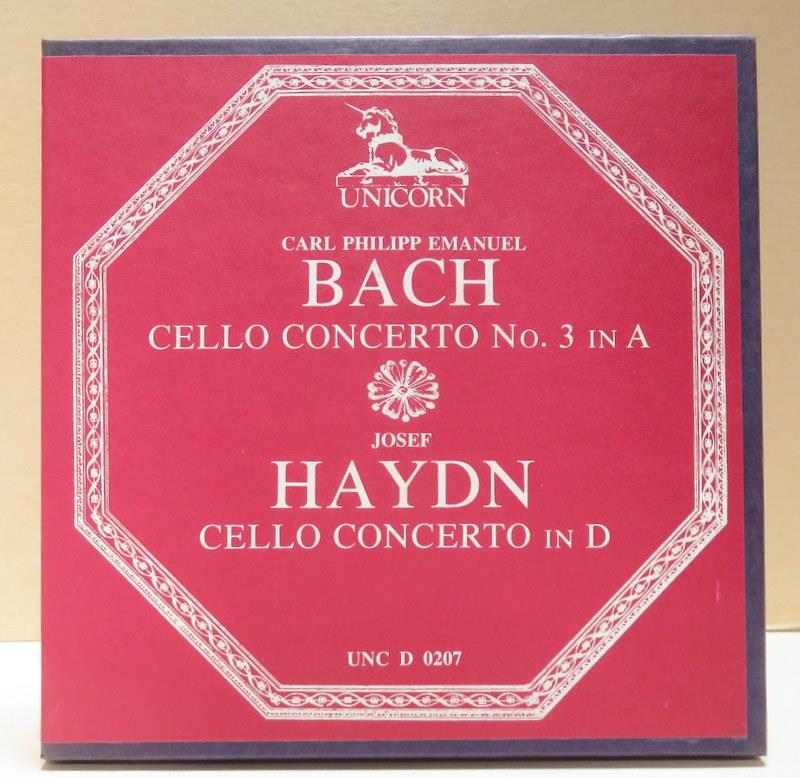 UNICORN
CARL PHILIPP EMANUEL
BACH
CELLO CONCERTO No. 3 IN A
JOSEF
HAYDN
CELLO CONCERTO IN D
UNC D 0207